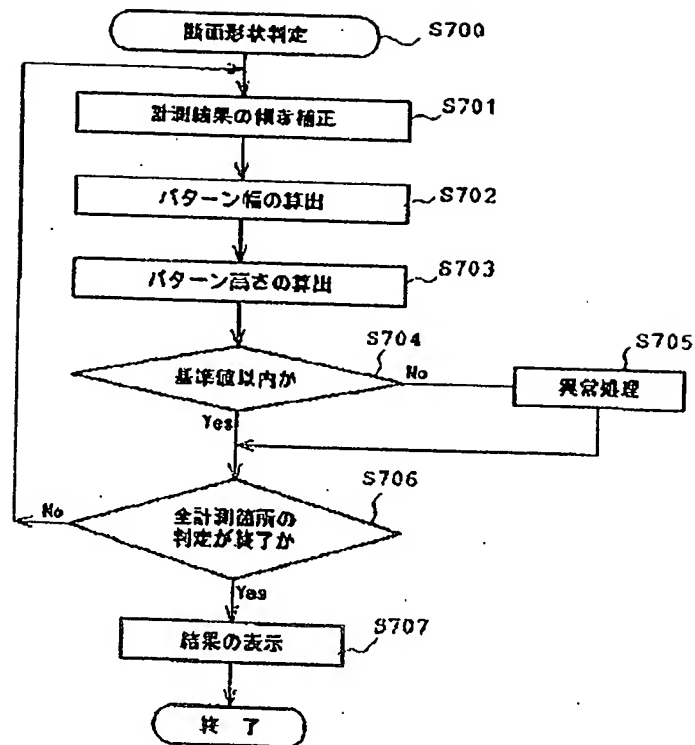 断面形状判定
S700
計測結果の傾き補正
S701
パターン幅の算出
S702
パターン高さの算出
S703
S704
S705
基準値以内か
No
異常処理
Yes
S706
No
全計測箇所の
判定が終了か
Yes
結果の表示
S707
終 了